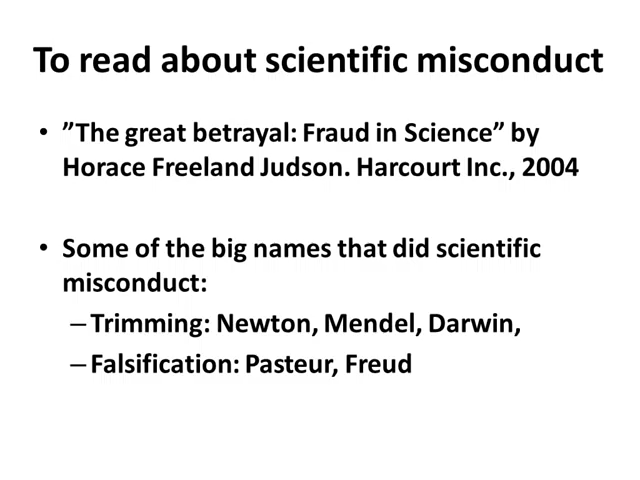 To read about scientific misconduct
• ”The great betrayal: Fraud in Science” by
Horace Freeland Judson. Harcourt Inc., 2004
• Some of the big names that did scientific
misconduct:
–Trimming: Newton, Mendel, Darwin,
–Falsification: Pasteur, Freud